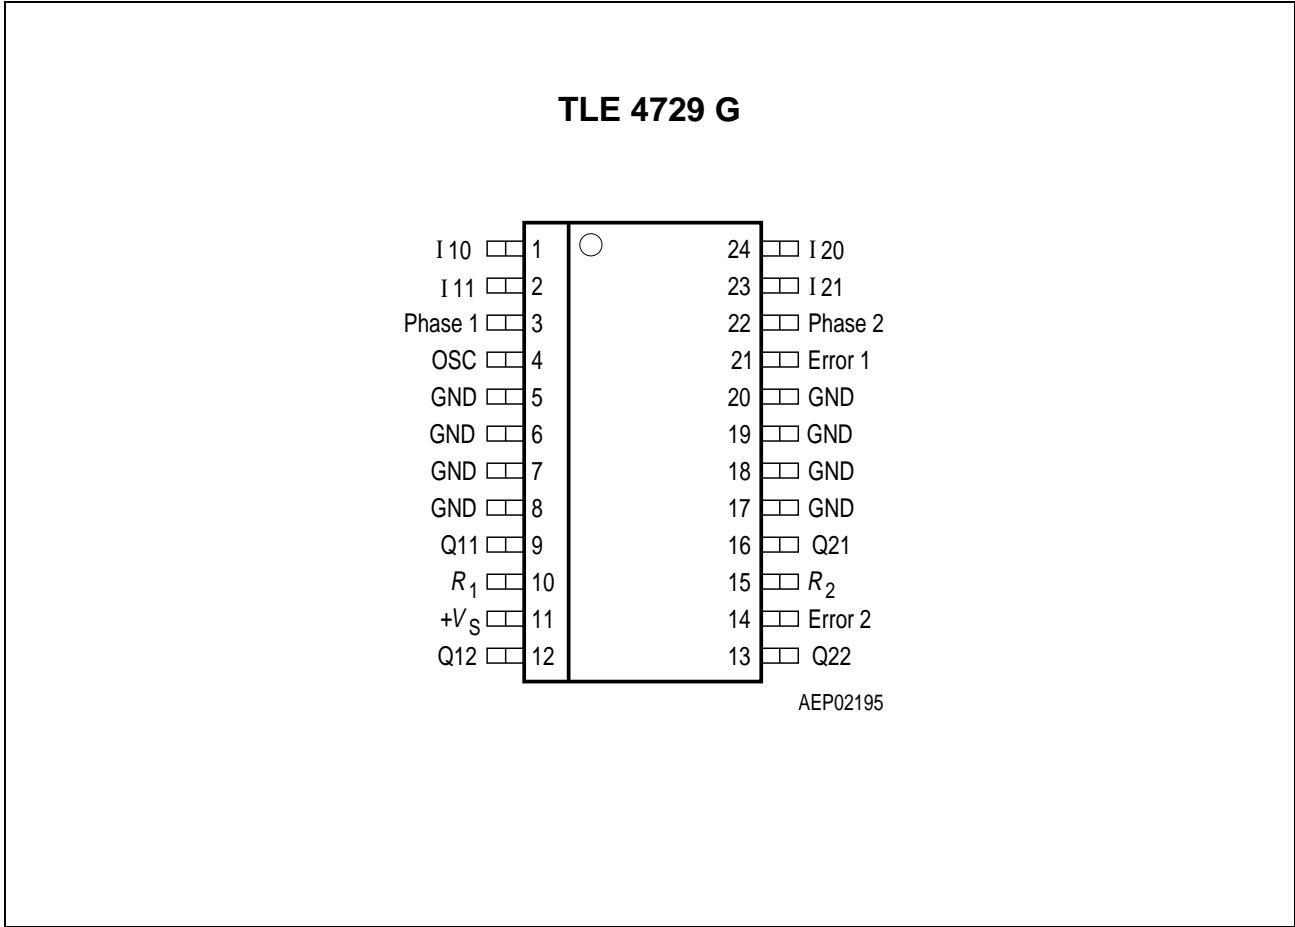 TLE 4729 G
I 10 1 24 I 20
I 11 2 23 I 21
Phase 1 3 22 Phase 2
OSC 4 21 Error 1
GND 5 20 GND
GND 6 19 GND
GND 7 18 GND
GND 8 17 GND
Q11 9 16 Q21
R1 10 15 R2
+VS 11 14 Error 2
Q12 12 13 Q22
AEP02195